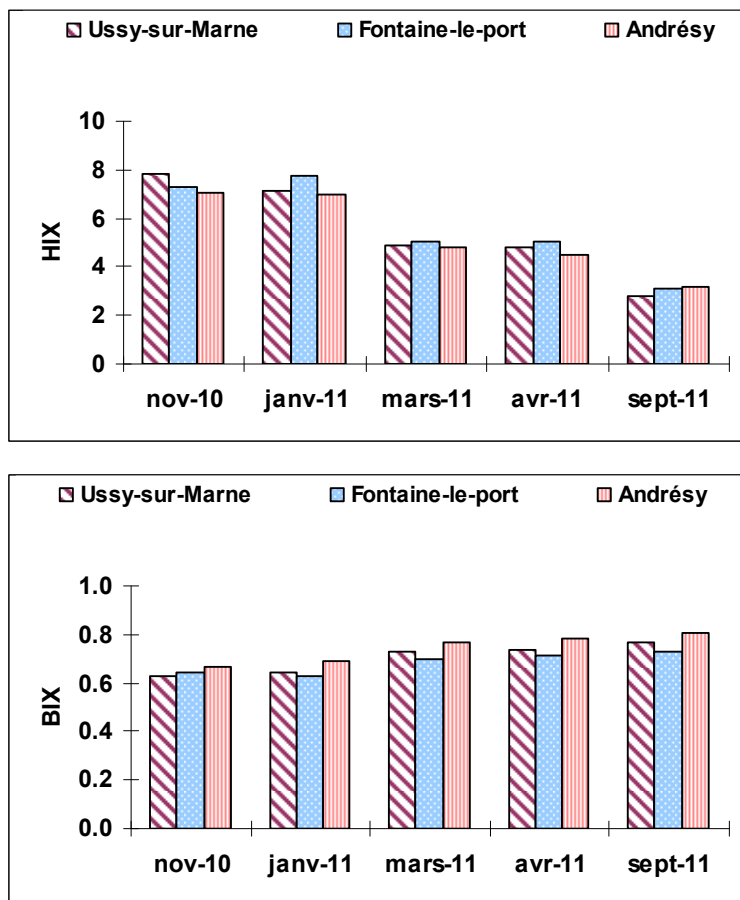 Ussy-sur-Marne Fontaine-le-port Andrésy
10
8
6
4
2
0
HIX
nov-10 janv-11 mars-11 avr-11 sept-11
Ussy-sur-Marne Fontaine-le-port Andrésy
1.0
0.8
0.6
0.4
0.2
0.0
BIX
nov-10 janv-11 mars-11 avr-11 sept-11